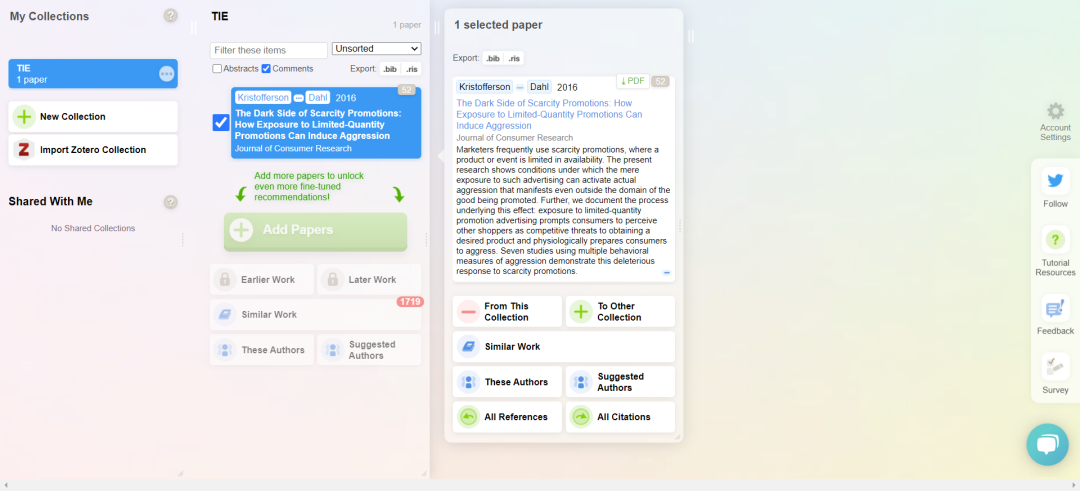 My Collections
?
TIE
1 paper
New Collection
Z Import Zotero Collection
Shared With Me
?
No Shared Collections
TIE
1 paper
Filter these items
Unsorted
Abstracts Comments Export: .bib .ris
52
Kristofferson Dahl 2016
The Dark Side of Scarcity Promotions:
How Exposure to Limited-Quantity
Promotions Can Induce Aggression
Journal of Consumer Research
Add more papers to unlock
even more fine-tuned
recommendations!
Add Papers
Earlier Work
Later Work
1719
Similar Work
These Authors
Suggested
Authors
1 selected paper
Export: .bib .ris
PDF 52
Kristofferson Dahl 2016
The Dark Side of Scarcity Promotions: How
Exposure to Limited-Quantity Promotions Can
Induce Aggression
Journal of Consumer Research
Marketers frequently use scarcity promotions, where a
product or event is limited in availability. The present
research shows conditions under which the mere
exposure to such advertising can activate actual
aggression that manifests even outside the domain of the
good being promoted. Further, we document the process
underlying this effect: exposure to limited-quantity
promotion advertising prompts consumers to perceive
other shoppers as competitive threats to obtaining a
desired product and physiologically prepares consumers
to aggress. Seven studies using multiple behavioral
measures of aggression demonstrate this deleterious
response to scarcity promotions.
From This
Collection
To Other
Collection
Similar Work
These Authors
Suggested
Authors
All References
All Citations
Account
Settings
Follow
?
Tutorial
Resources
Feedback
Survey